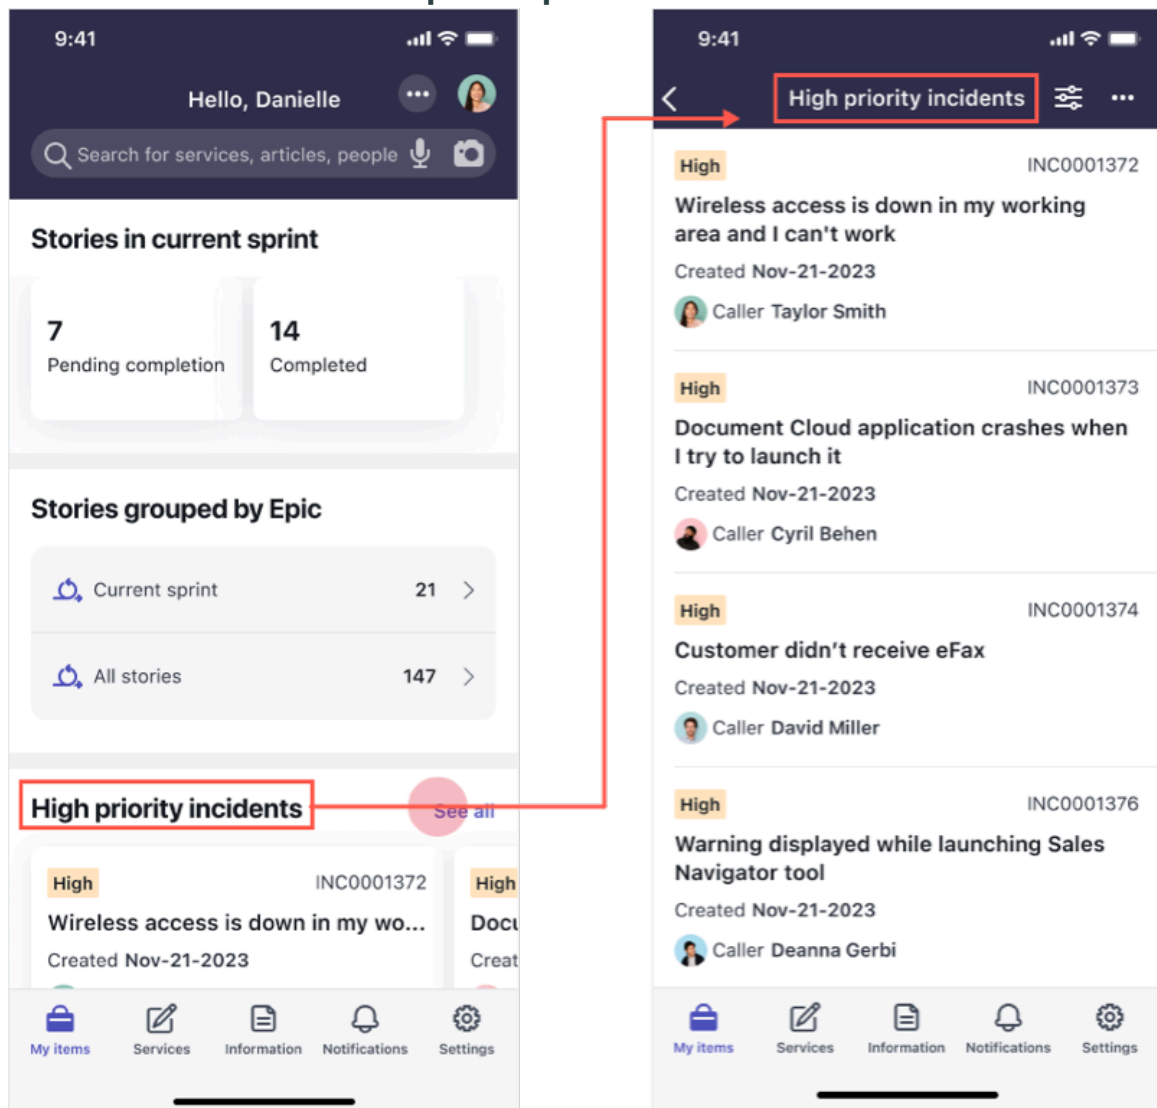 9:41
Hello, Danielle
Search for services, articles, people
Stories in current sprint
7
Pending completion
14
Completed
Stories grouped by Epic
Current sprint 21
All stories 147
High priority incidents See all
High INC0001372
Wireless access is down in my wo...
Created Nov-21-2023
High
Docu
Creat
My items Services Information Notifications Settings
9:41
High priority incidents
High INC0001372
Wireless access is down in my working
area and I can't work
Created Nov-21-2023
Caller Taylor Smith
High INC0001373
Document Cloud application crashes when
I try to launch it
Created Nov-21-2023
Caller Cyril Behen
High INC0001374
Customer didn’t receive eFax
Created Nov-21-2023
Caller David Miller
High INC0001376
Warning displayed while launching Sales
Navigator tool
Created Nov-21-2023
Caller Deanna Gerbi
My items Services Information Notifications Settings